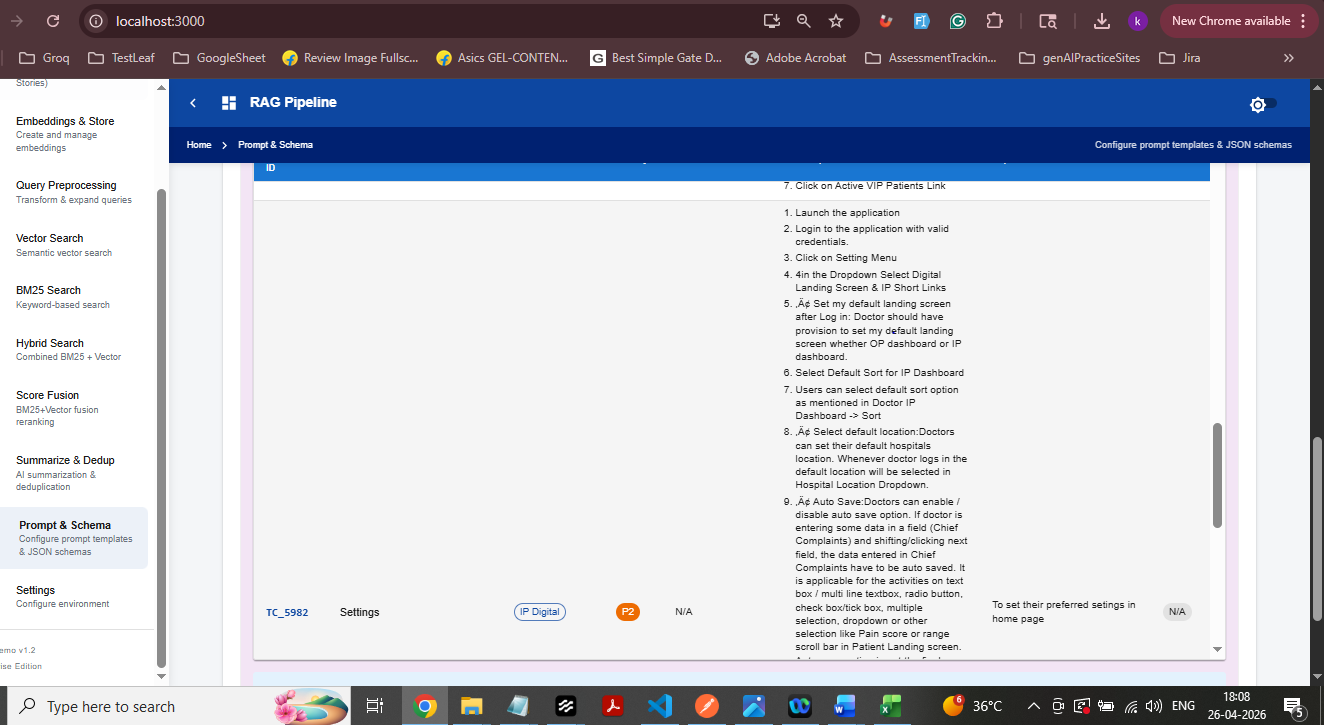 localhost:3000
k
New Chrome available
Groq
TestLeaf
GoogleSheet
Review Image Fullsc...
Asics GEL-CONTEN...
G
Best Simple Gate D...
Adobe Acrobat
AssessmentTrackin...
genAIPracticeSites
Jira
»
Stories)
Embeddings & Store
Create and manage
embeddings
Query Preprocessing
Transform & expand queries
Vector Search
Semantic vector search
BM25 Search
Keyword-based search
Hybrid Search
Combined BM25 + Vector
Score Fusion
BM25+Vector fusion
reranking
Summarize & Dedup
AI summarization &
deduplication
Prompt & Schema
Configure prompt templates
& JSON schemas
Settings
Configure environment
emo v1.2
ise Edition
RAG Pipeline
Home > Prompt & Schema
Configure prompt templates & JSON schemas
ID
7. Click on Active VIP Patients Link
TC_5982
Settings
IP Digital
P2
N/A
1. Launch the application
2. Login to the application with valid
credentials.
3. Click on Setting Menu
4. 4in the Dropdown Select Digital
Landing Screen & IP Short Links
5. ‚Ä¢ Set my default landing screen
after Log in: Doctor should have
provision to set my default landing
screen whether OP dashboard or IP
dashboard.
6. Select Default Sort for IP Dashboard
7. Users can select default sort option
as mentioned in Doctor IP
Dashboard -> Sort
8. ‚Ä¢ Select default location:Doctors
can set their default hospitals
location. Whenever doctor logs in the
default location will be selected in
Hospital Location Dropdown.
9. ‚Ä¢ Auto Save:Doctors can enable /
disable auto save option. If doctor is
entering some data in a field (Chief
Complaints) and shifting/clicking next
field, the data entered in Chief
Complaints have to be auto saved. It
is applicable for the activities on text
box / multi line textbox, radio button,
check box/tick box, multiple
selection, dropdown or other
selection like Pain score or range
scroll bar in Patient Landing screen.
To set their preferred setings in
home page
N/A
Type here to search
6
36°C
ENG
18:08
26-04-2026
5